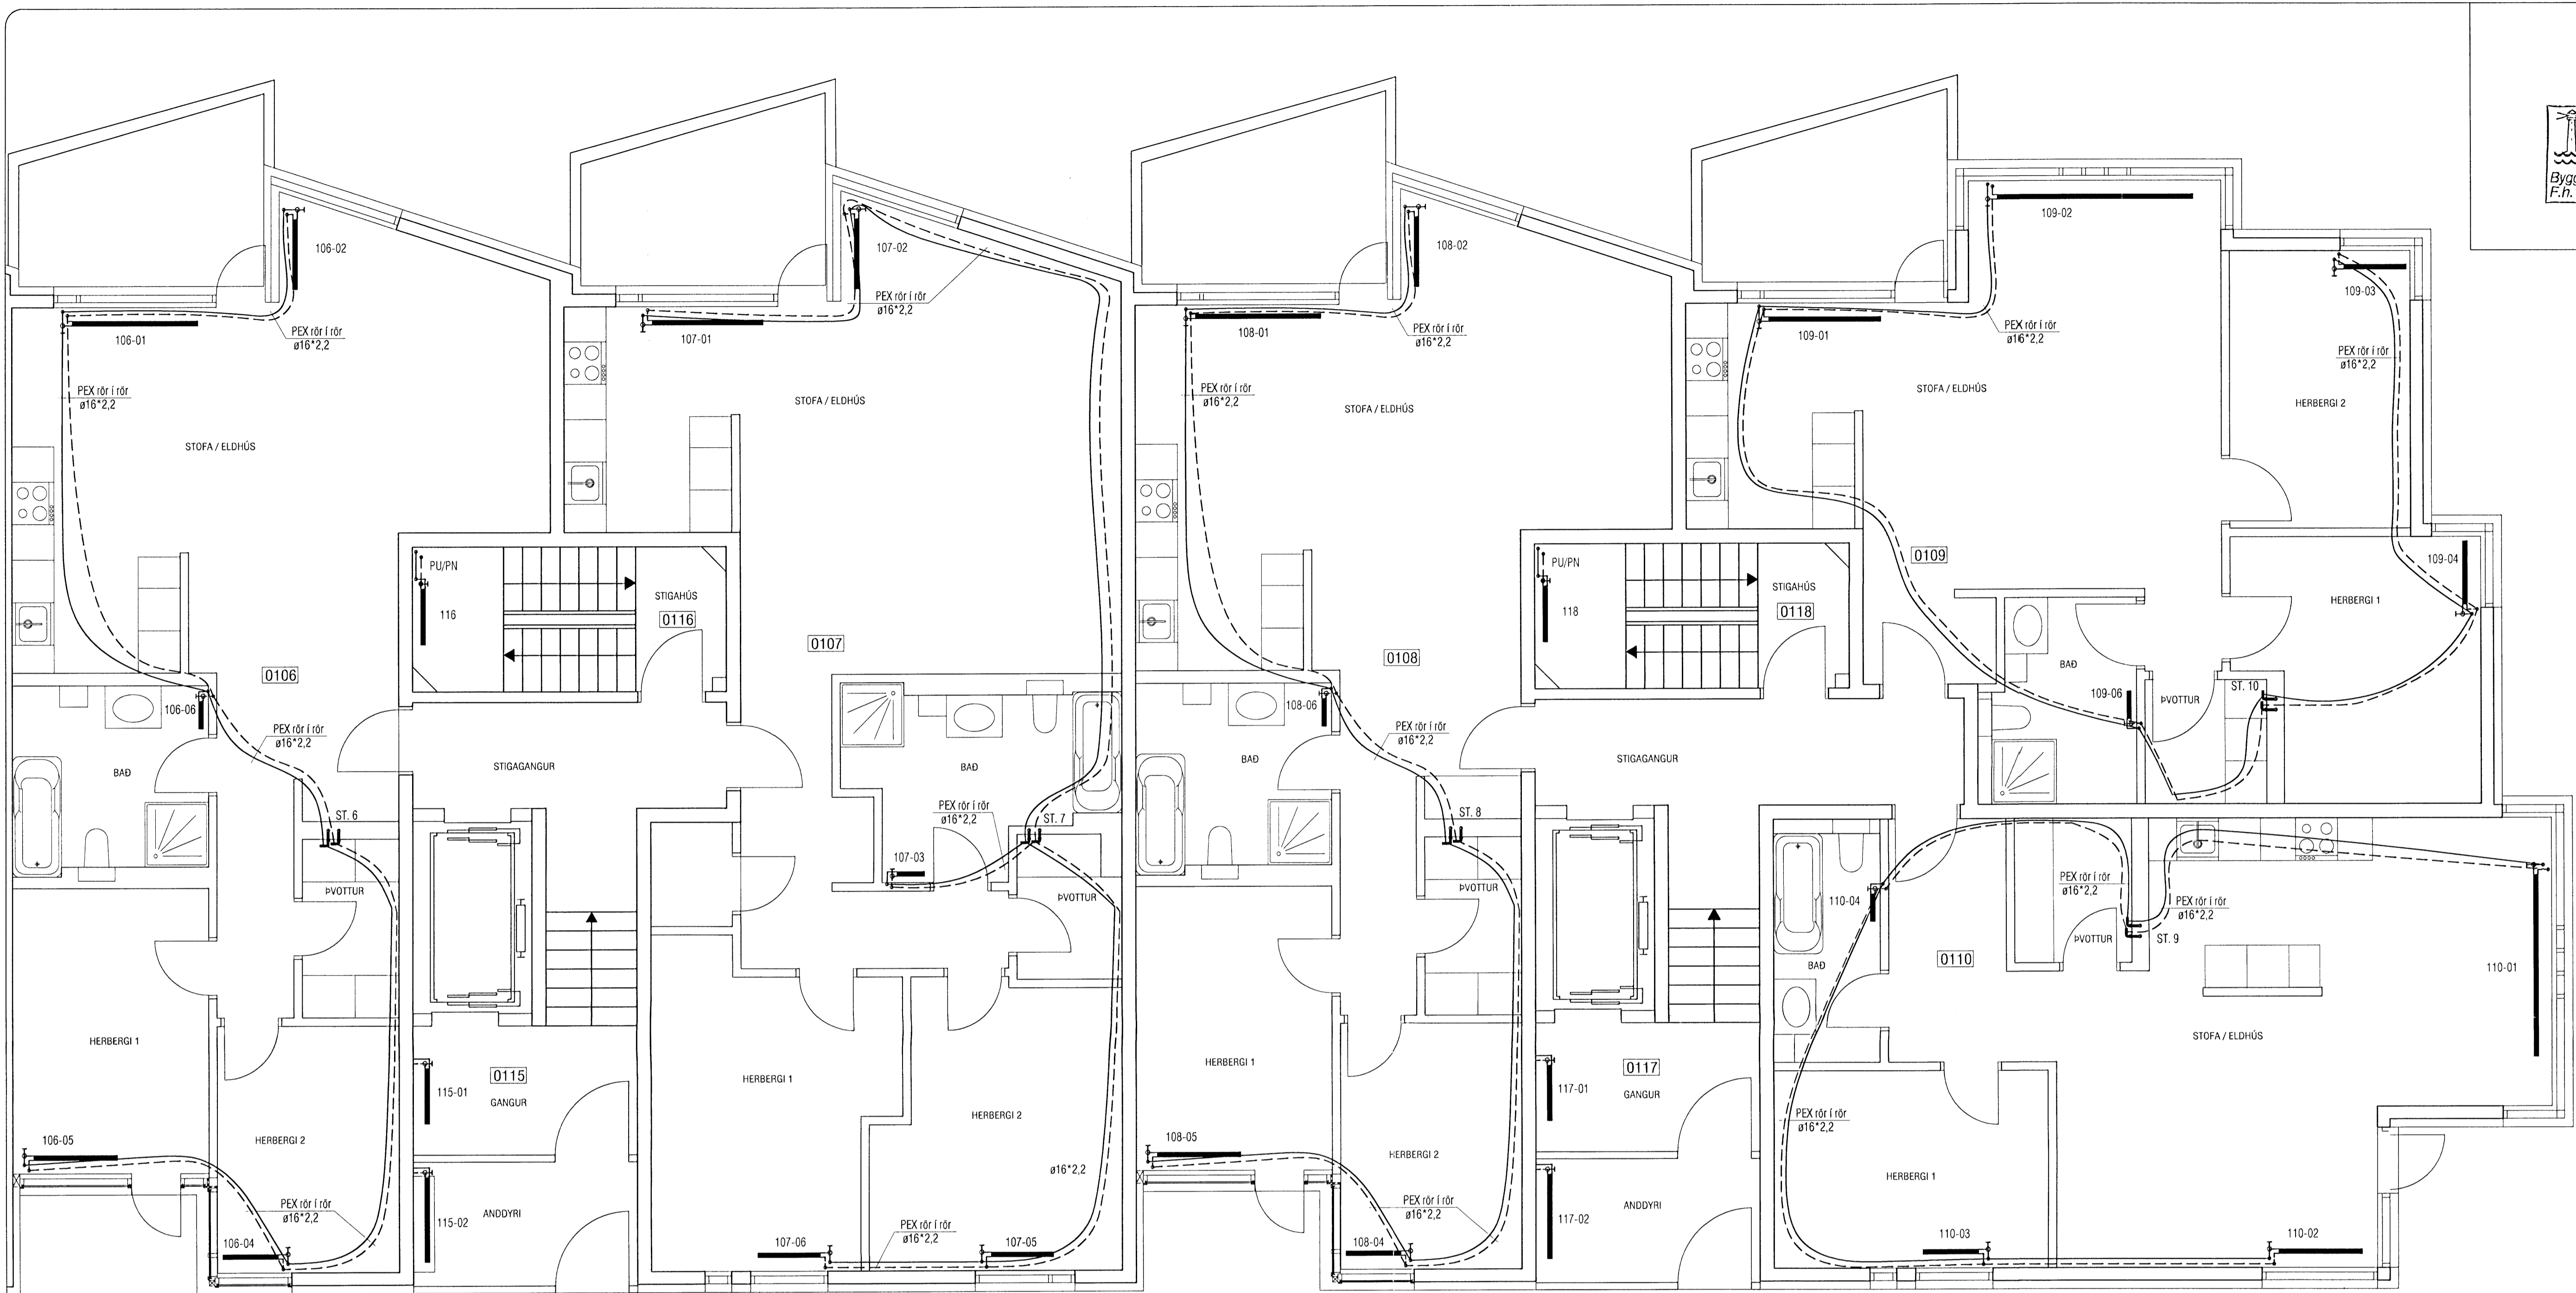 Bygg
F.h.
109-02
106-02
107-02
108-02
109-03
PEX rör í rör
ø16*2,2
106-01
PEX rör í rör
ø16*2,2
107-01
PEX rör í rör
ø16*2,2
108-01
PEX rör í rör
ø16*2,2
109-01
PEX rör í rör
ø16*2,2
PEX rör í rör
ø16*2,2
PEX rör í rör
ø16*2,2
PEX rör í rör
ø16*2,2
STOFA / ELDHÚS
STOFA / ELDHÚS
STOFA / ELDHÚS
STOFA / ELDHÚS
HERBERGI 2
0109
109-04
PU/PN
116
STIGAHÚS
0116
PU/PN
118
STIGAHÚS
0118
HERBERGI 1
0107
0106
0108
BAÐ
ST. 10
ÞVOTTUR
109-06
106-06
108-06
PEX rör í rör
ø16*2,2
PEX rör í rör
ø16*2,2
BAÐ
STIGAGANGUR
BAÐ
BAÐ
STIGAGANGUR
PEX rör í rör
ø16*2,2
ST. 6
ST. 7
ST. 8
107-03
ÞVOTTUR
ÞVOTTUR
ÞVOTTUR
110-04
PEX rör í rör
ø16*2,2
PEX rör í rör
ø16*2,2
ÞVOTTUR
ST. 9
BAÐ
0110
110-01
STOFA / ELDHÚS
HERBERGI 1
0115
GANGUR
115-01
HERBERGI 1
HERBERGI 2
HERBERGI 1
117-01
0117
GANGUR
PEX rör í rör
ø16*2,2
106-05
HERBERGI 2
108-05
HERBERGI 2
ø16*2,2
HERBERGI 1
PEX rör í rör
ø16*2,2
115-02
ANDDYRI
PEX rör í rör
ø16*2,2
PEX rör í rör
ø16*2,2
117-02
ANDDYRI
106-04
107-06
107-05
108-04
110-03
110-02